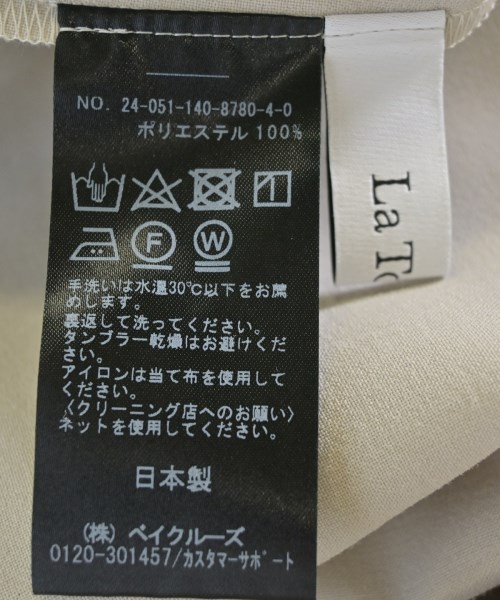 NO. 24-051-140-8780-4-0
ポリエステル 100%
F W
手洗いは水温30℃以下をお薦
めします。
裏返して洗ってください。
タンブラー乾燥はお避けくだ
さい。
アイロンは当て布を使用して
ください。
〈クリーニング店へのお願い〉
ネットを使用してください。
日本製
(株) ベイクルーズ
0120-301457/カスタマーサポート
La T